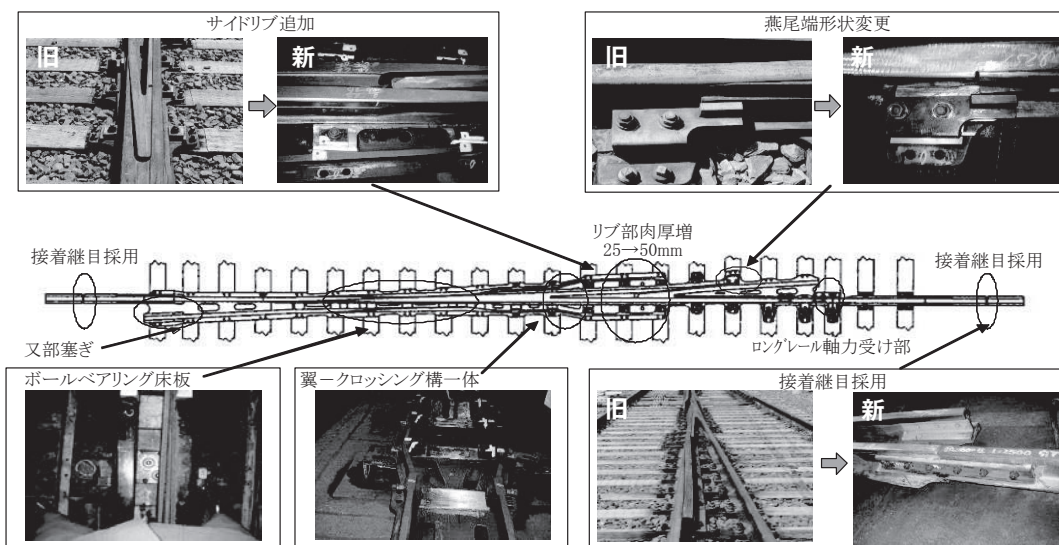 サイドリブ追加
旧
新
燕尾端形状変更
旧
新
接着継目採用
リブ部肉厚増
25→50mm
接着継目採用
又部塞ぎ
ロングレール軸力受け部
ボールベアリング床板
翼－クロッシング構一体
接着継目採用
旧
新